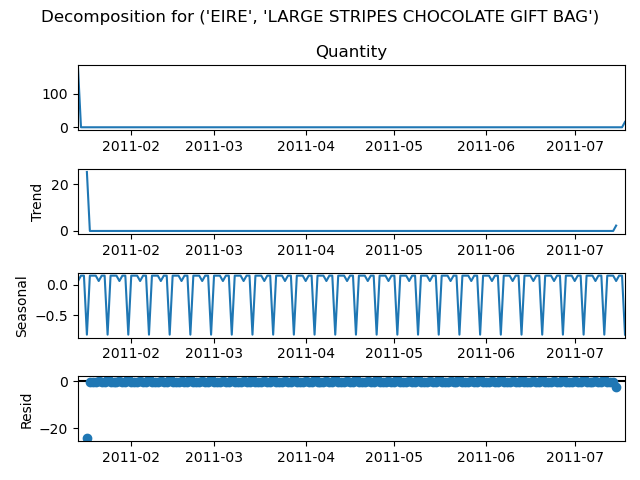 Decomposition for ('EIRE', 'LARGE STRIPES CHOCOLATE GIFT BAG')
Quantity
100
0
2011-02 2011-03 2011-04 2011-05 2011-06 2011-07
Trend
20
0
2011-02 2011-03 2011-04 2011-05 2011-06 2011-07
Seasonal
0.0
−0.5
2011-02 2011-03 2011-04 2011-05 2011-06 2011-07
Resid
0
−20
2011-02 2011-03 2011-04 2011-05 2011-06 2011-07